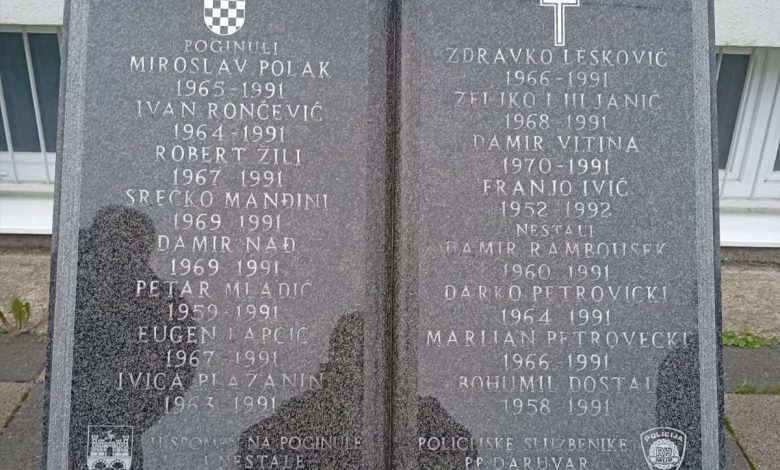 POGINULI
MIROSLAV POLAK
1965-1991
IVAN RONČEVIĆ
1964-1991
ROBERT ŽILI
1967 1991
SREĆKO MANĐINI
1969 1991
DAMIR NAĐ
1969 1991
PETAR MLADIĆ
1959-1991
EUGEN LAPČIĆ
1967-1991
IVICA PLAZANIN
1963-1991
U SPOMEN NA POGINULE
I NESTALE
ZDRAVKO LEŠKOVIĆ
1966-1991
ŽELJKO LJILJANIĆ
1968-1991
DAMIR VITINA
1970-1991
FRANJO IVIĆ
1952-1992
NESTALI
DAMIR RAMBOUSEK
1960-1991
DARKO PETROVICKI
1964 1991
MARIJAN PETROVECKI
1966-1991
BOHUMIL DOSTAL
1958 1991
POLICIJSKE SLUŽBENIKE
PP DARUVAR
POLICIJA